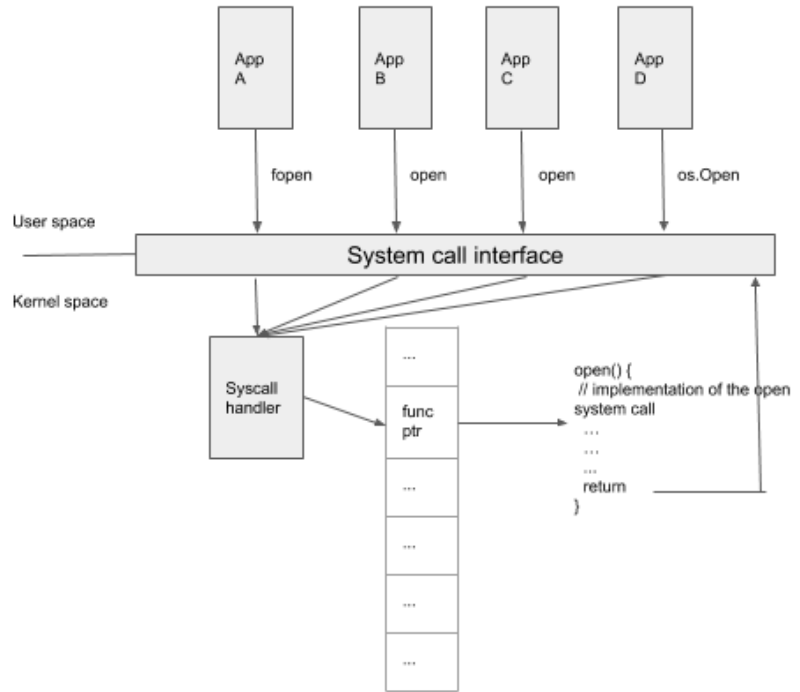 App
A
App
B
App
C
App
D
fopen
open
open
os.Open
User space
System call interface
Kernel space
...
Syscall
handler
func
ptr
...
...
...
...
open() {
// implementation of the open
system call
...
...
...
return
}